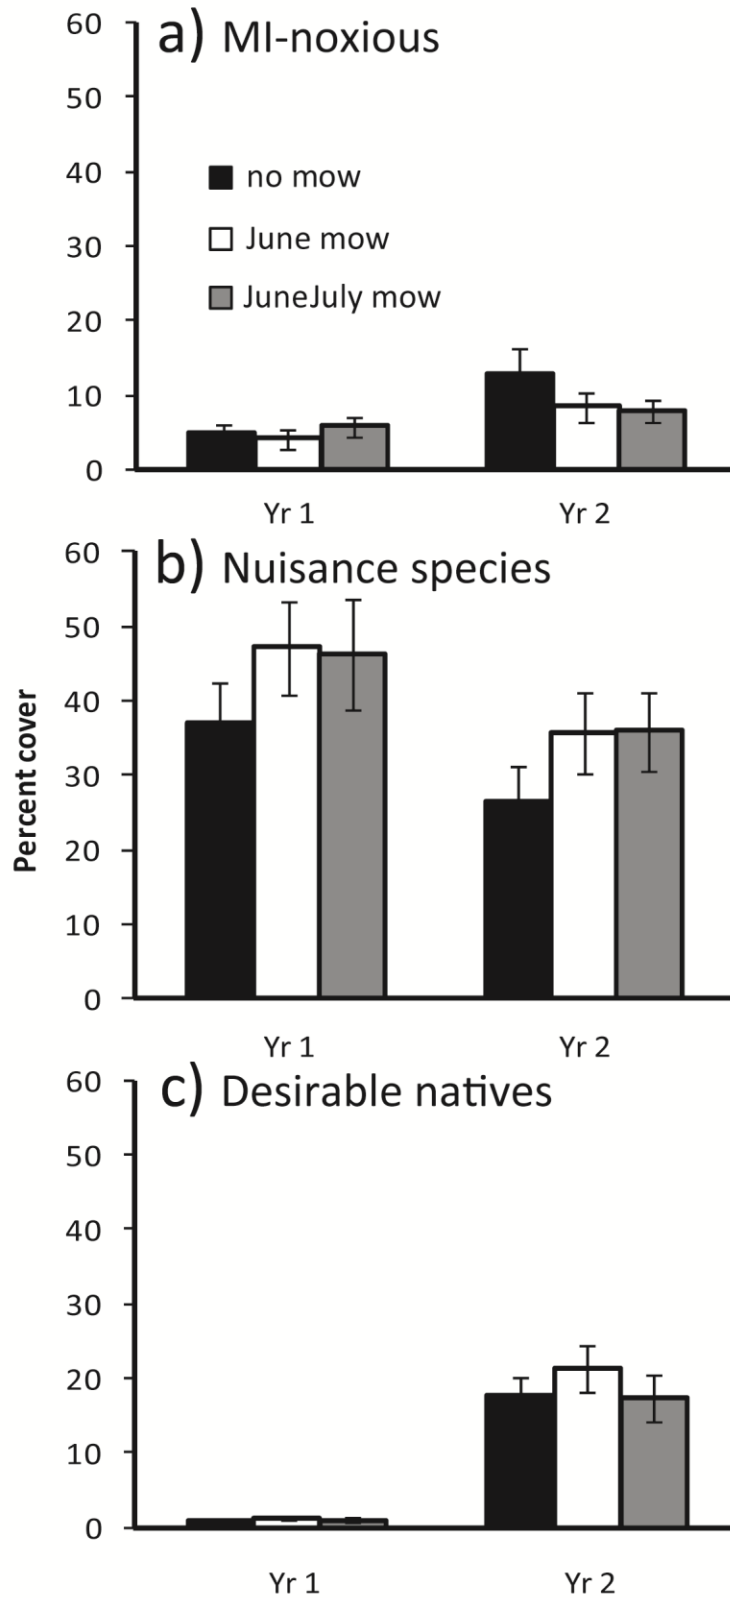 60
a) MI-noxious
50
40
no mow
June mow
30
JuneJuly mow
20
10
0
Yr 1
Yr 2
Percent cover
60
b) Nuisance species
50
40
30
20
10
0
Yr 1
Yr 2
60
c) Desirable natives
50
40
30
20
10
0
Yr 1
Yr 2